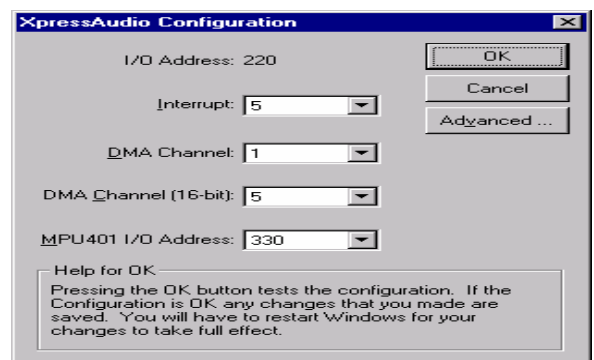 XpressAudio Configuration
I/O Address: 220
OK
Cancel
Advanced ...
Interrupt: 5
DMA Channel: 1
DMA Channel (16-bit): 5
MPU401 I/O Address: 330
Help for OK
Pressing the OK button tests the configuration. If the
Configuration is OK any changes that you made are
saved. You will have to restart Windows for your
changes to take full effect.